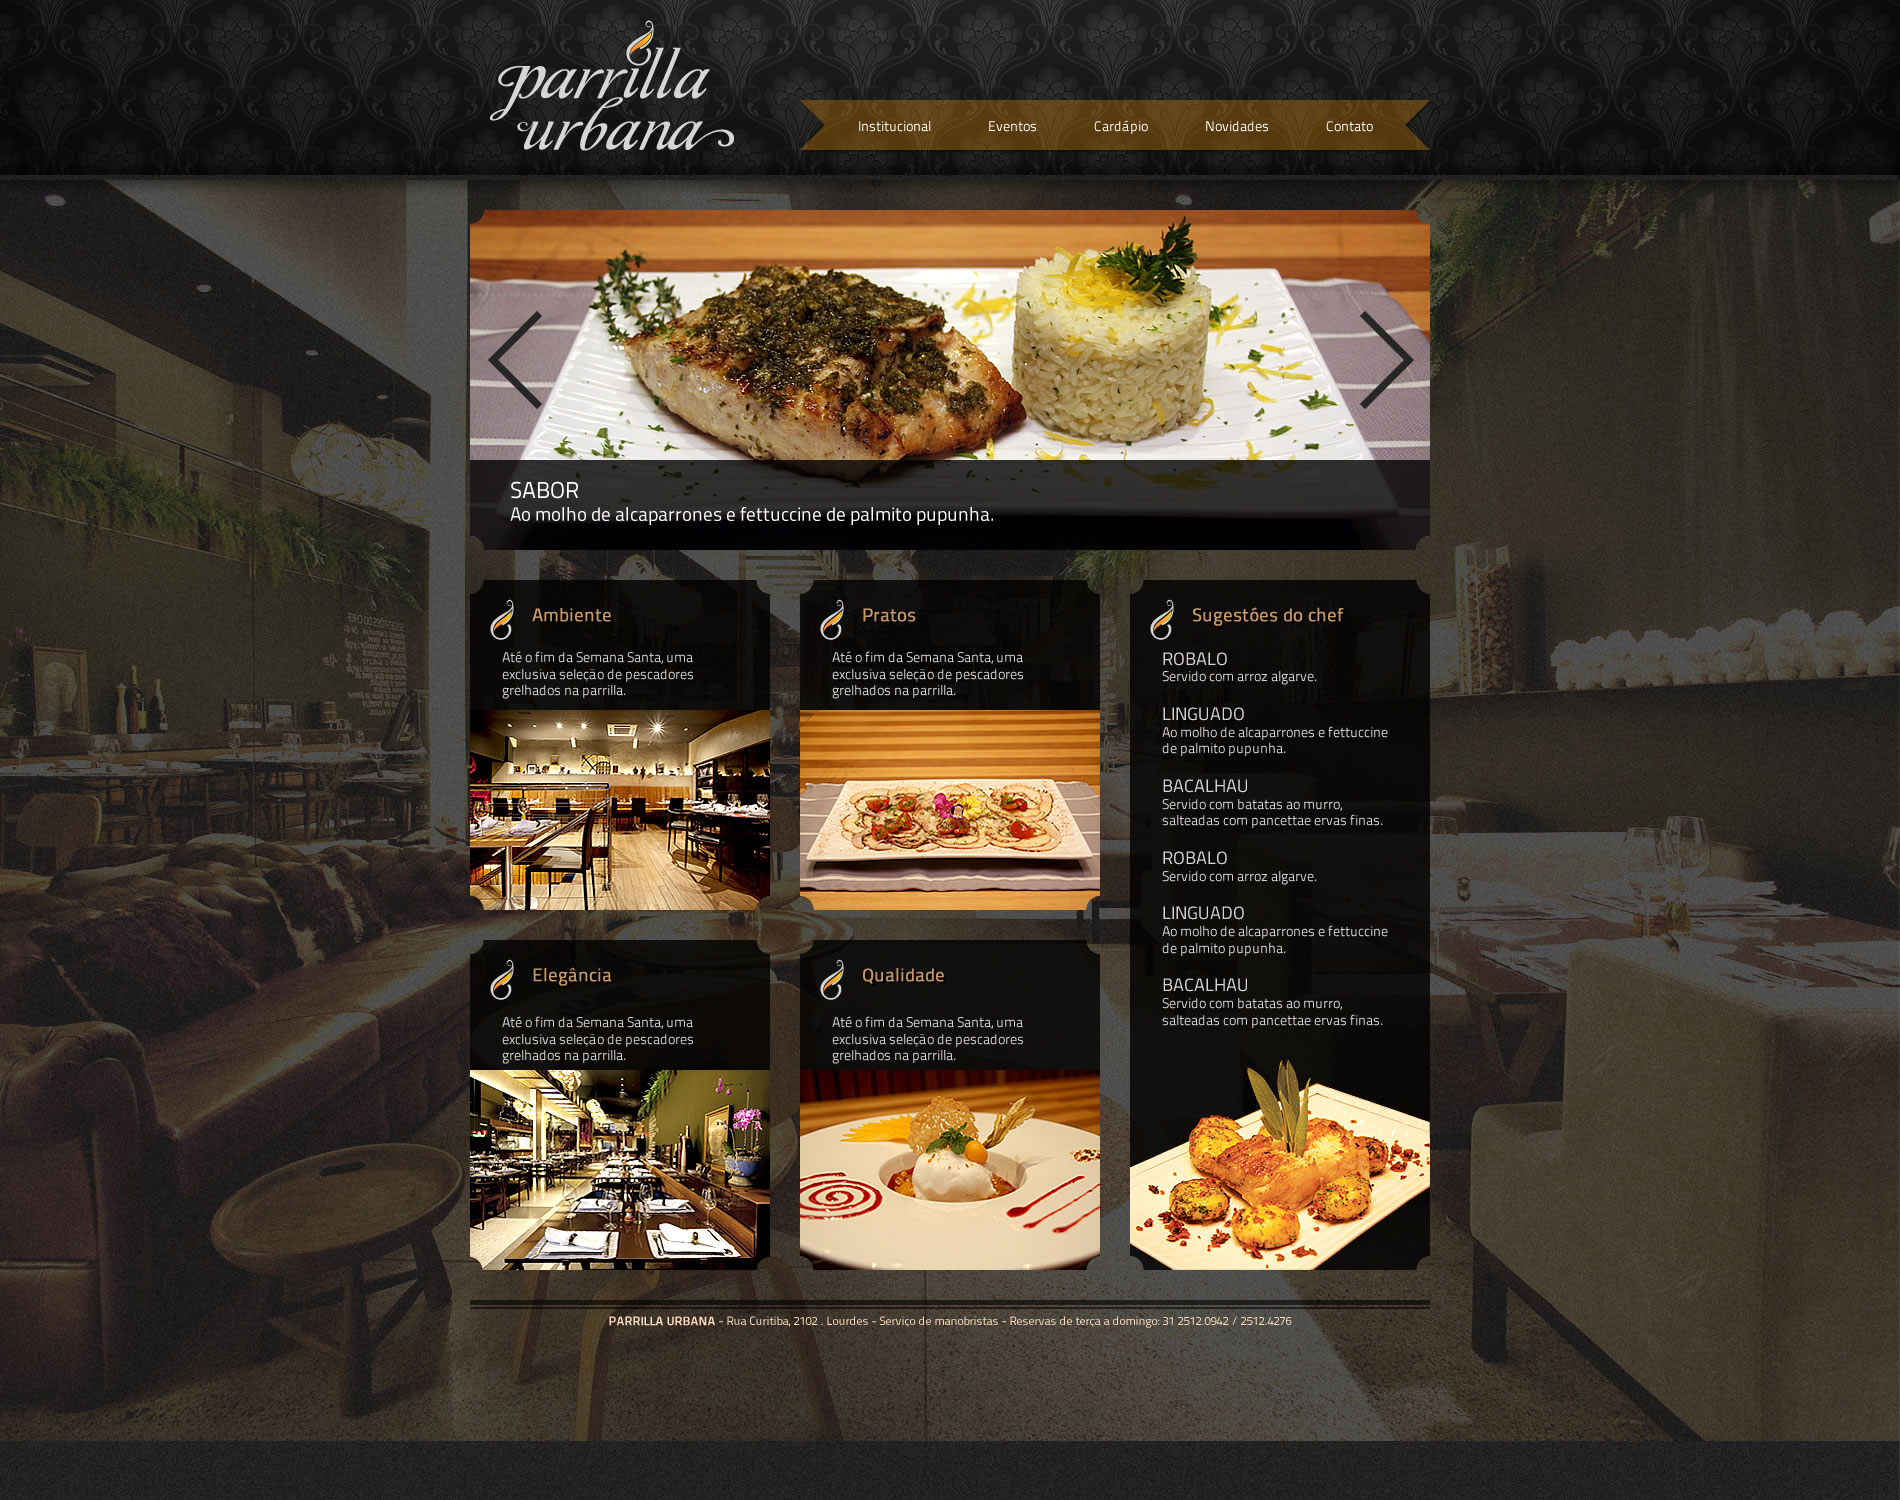 parrilla
urbana
Institucional Eventos Cardápio Novidades Contato
SABOR
Ao molho de alcaparrones e fettuccine de palmito pupunha.
Ambiente
Até o fim da Semana Santa, uma
exclusiva seleção de pescadores
grelhados na parrilla.
Pratos
Até o fim da Semana Santa, uma
exclusiva seleção de pescadores
grelhados na parrilla.
Sugestóes do chef
ROBALO
Servido com arroz algarve.
LINGUADO
Ao molho de alcaparrones e fettuccine
de palmito pupunha.
BACALHAU
Servido com batatas ao murro,
salteadas com pancettae ervas finas.
ROBALO
Servido com arroz algarve.
LINGUADO
Ao molho de alcaparrones e fettuccine
de palmito pupunha.
BACALHAU
Servido com batatas ao murro,
salteadas com pancettae ervas finas.
Elegância
Até o fim da Semana Santa, uma
exclusiva seleção de pescadores
grelhados na parrilla.
Qualidade
Até o fim da Semana Santa, uma
exclusiva seleção de pescadores
grelhados na parrilla.
PARRILLA URBANA - Rua Curitiba, 2102 . Lourdes - Serviço de manobristas - Reservas de terça a domingo: 31 2512.0942 / 2512.4276